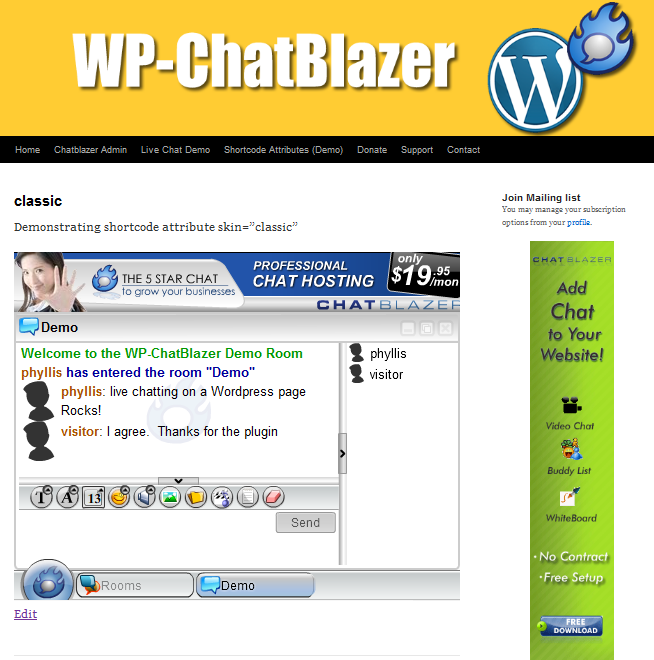 WP-ChatBlazer
Home Chatblazer Admin Live Chat Demo Shortcode Attributes (Demo) Donate Support Contact
classic
Demonstrating shortcode attribute skin="classic"
THE 5 STAR CHAT
to grow your businesses
PROFESSIONAL
CHAT HOSTING
only
$19.95/mon
CHATBLAZER
Demo
Welcome to the WP-ChatBlazer Demo Room
phyllis has entered the room "Demo"
phyllis: live chatting on a Wordpress page
Rocks!
visitor: I agree. Thanks for the plugin
phyllis
visitor
T A 13
Send
Rooms Demo
Edit
Join Mailing list
You may manage your subscription
options from your profile.
CHATBLAZER
Add
Chat
to Your
Website!
Video Chat
Buddy List
WhiteBoard
·No Contract
·Free Setup
FREE
DOWNLOAD